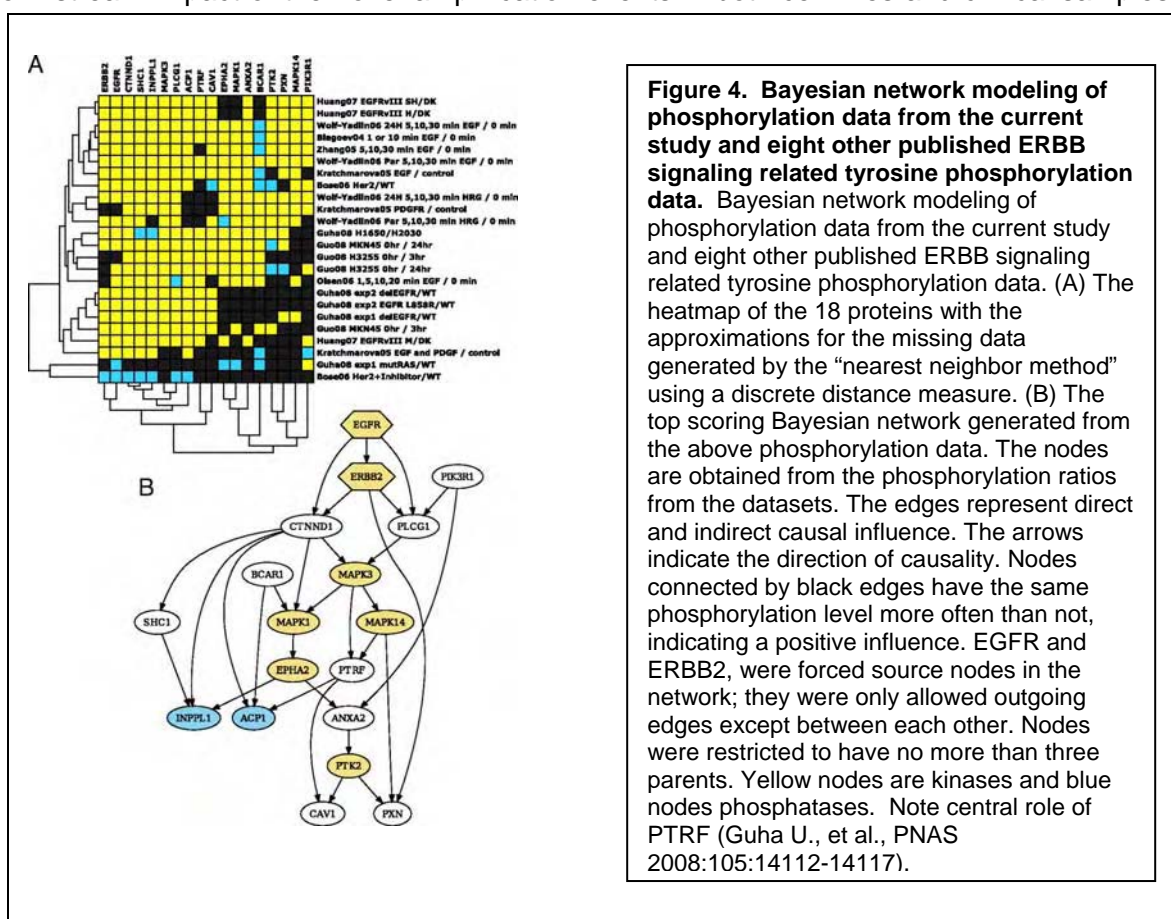 A
ERBB2
EGFR
CTNND1
SHC1
INPPL1
MAPK3
PLCG1
ACP1
PTRF
CAV1
EPHA2
MAPK1
ANXA2
BCAR1
PTK2
PXN
MAPK14
PIK3R1
Huang07 EGFRvIII SH/DK
Huang07 EGFRvIII H/DK
Wolf-Yadlin06 24H 5,10,30 min EGF / 0 min
Blagoev04 1 or 10 min EGF / 0 min
Zhang05 5,10,30 min EGF / 0 min
Wolf-Yadlin06 Par 5,10,30 min EGF / 0 min
Kratchmarova05 EGF / control
Bose06 Her2/WT
Wolf-Yadlin06 24H 5,10,30 min HRG / 0 min
Kratchmarova05 PDGFR / control
Wolf-Yadlin06 Par 5,10,30 min HRG / 0 min
Guha08 H1650/H2030
Guo08 MKN45 0hr / 24hr
Guo08 H3255 0hr / 3hr
Guo08 H3255 0hr / 24hr
Olsen06 1,5,10,20 min EGF / 0 min
Guha08 exp2 delEGFR/WT
Guha08 exp2 EGFR L858R/WT
Guha08 exp1 delEGFR/WT
Guo08 MKN45 0hr / 3hr
Huang07 EGFRvIII M/DK
Kratchmarova05 EGF and PDGF / control
Guha08 exp1 mutRAS/WT
Bose06 Her2+Inhibitor/WT
B
EGFR
ERBB2
PIK3R1
CTNND1
PLCG1
BCAR1
MAPK3
SHC1
MAPK1
MAPK14
EPHA2
PTRF
INPPL1
ACP1
ANXA2
PTK2
CAV1
PXN
Figure 4. Bayesian network modeling of
phosphorylation data from the current
study and eight other published ERBB
signaling related tyrosine phosphorylation
data. Bayesian network modeling of
phosphorylation data from the current study
and eight other published ERBB signaling
related tyrosine phosphorylation data. (A) The
heatmap of the 18 proteins with the
approximations for the missing data
generated by the “nearest neighbor method”
using a discrete distance measure. (B) The
top scoring Bayesian network generated from
the above phosphorylation data. The nodes
are obtained from the phosphorylation ratios
from the datasets. The edges represent direct
and indirect causal influence. The arrows
indicate the direction of causality. Nodes
connected by black edges have the same
phosphorylation level more often than not,
indicating a positive influence. EGFR and
ERBB2, were forced source nodes in the
network; they were only allowed outgoing
edges except between each other. Nodes
were restricted to have no more than three
parents. Yellow nodes are kinases and blue
nodes phosphatases. Note central role of
PTRF (Guha U., et al., PNAS
2008:105:14112-14117).